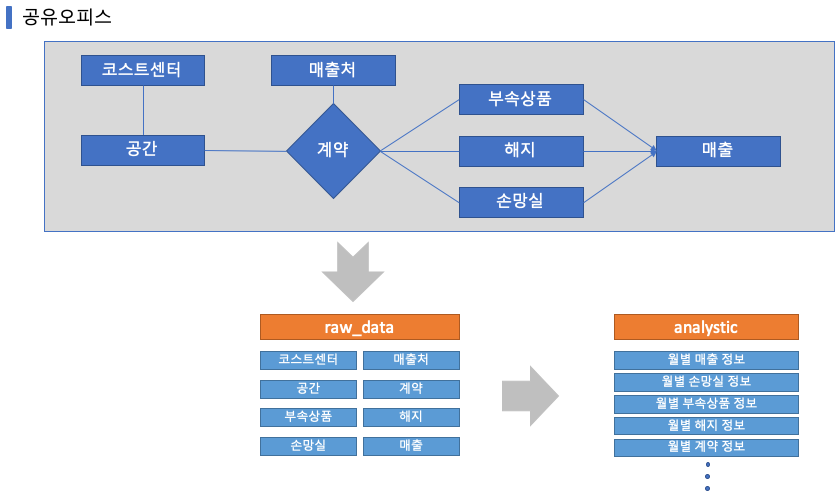 공유오피스
코스트센터
매출처
부속상품
공간
계약
해지
매출
손망실
raw_data
analystic
코스트센터
매출처
월별 매출 정보
월별 손망실 정보
공간
계약
월별 부속상품 정보
부속상품
해지
월별 해지 정보
손망실
매출
월별 계약 정보